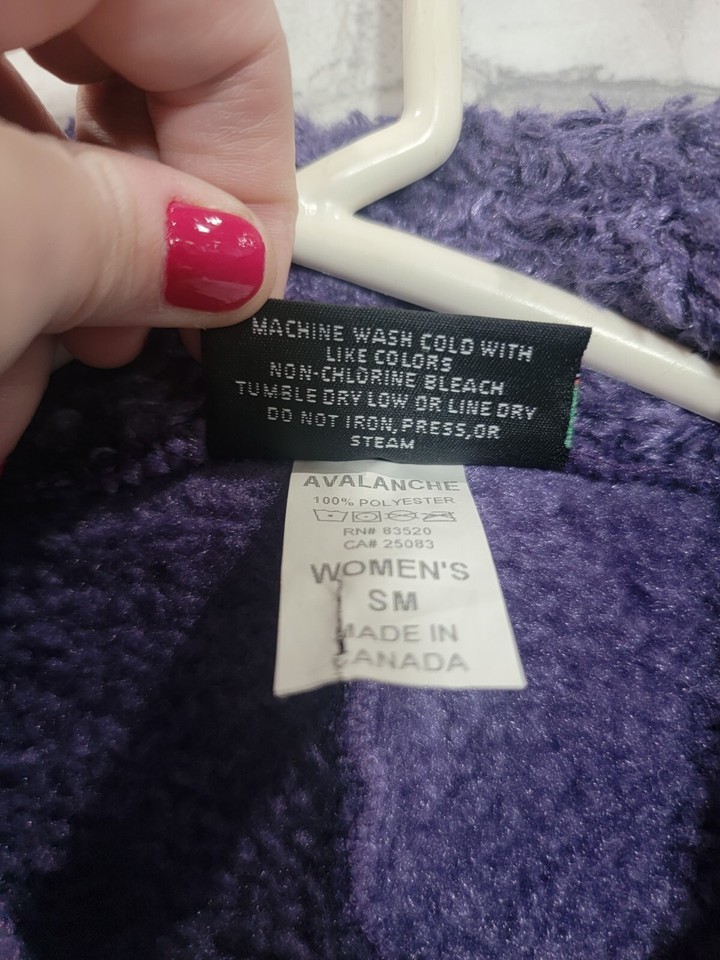 MACHINE WASH COLD WITH
LIKE COLORS
NON-CHLORINE BLEACH
TUMBLE DRY LOW OR LINE DRY
DO NOT IRON, PRESS, OR
STEAM
AVALANCHE
100% POLYESTER
RN# 83520
CA# 25083
WOMEN'S
SM
MADE IN
CANADA